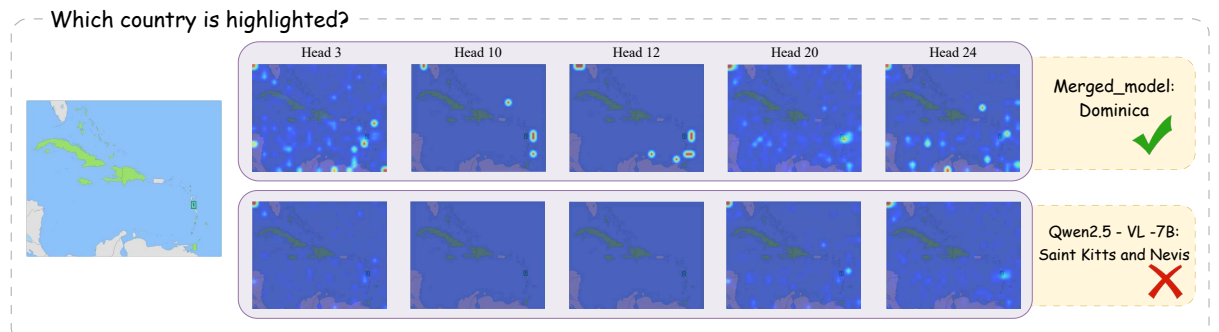 Which country is highlighted?
Head 3
Head 10
Head 12
Head 20
Head 24
Merged_model:
Dominica
Qwen2.5 - VL -7B:
Saint Kitts and Nevis